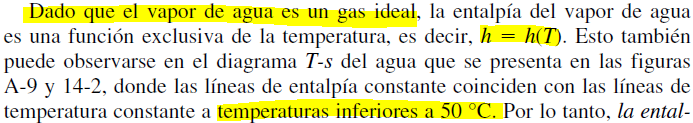 Dado que el vapor de agua es un gas ideal, la entalpía del vapor de agua
es una función exclusiva de la temperatura, es decir, h = h(T). Esto también
puede observarse en el diagrama T-s del agua que se presenta en las figuras
A-9 y 14-2, donde las líneas de entalpía constante coinciden con las líneas de
temperatura constante a temperaturas inferiores a 50 °C. Por lo tanto, la ental-